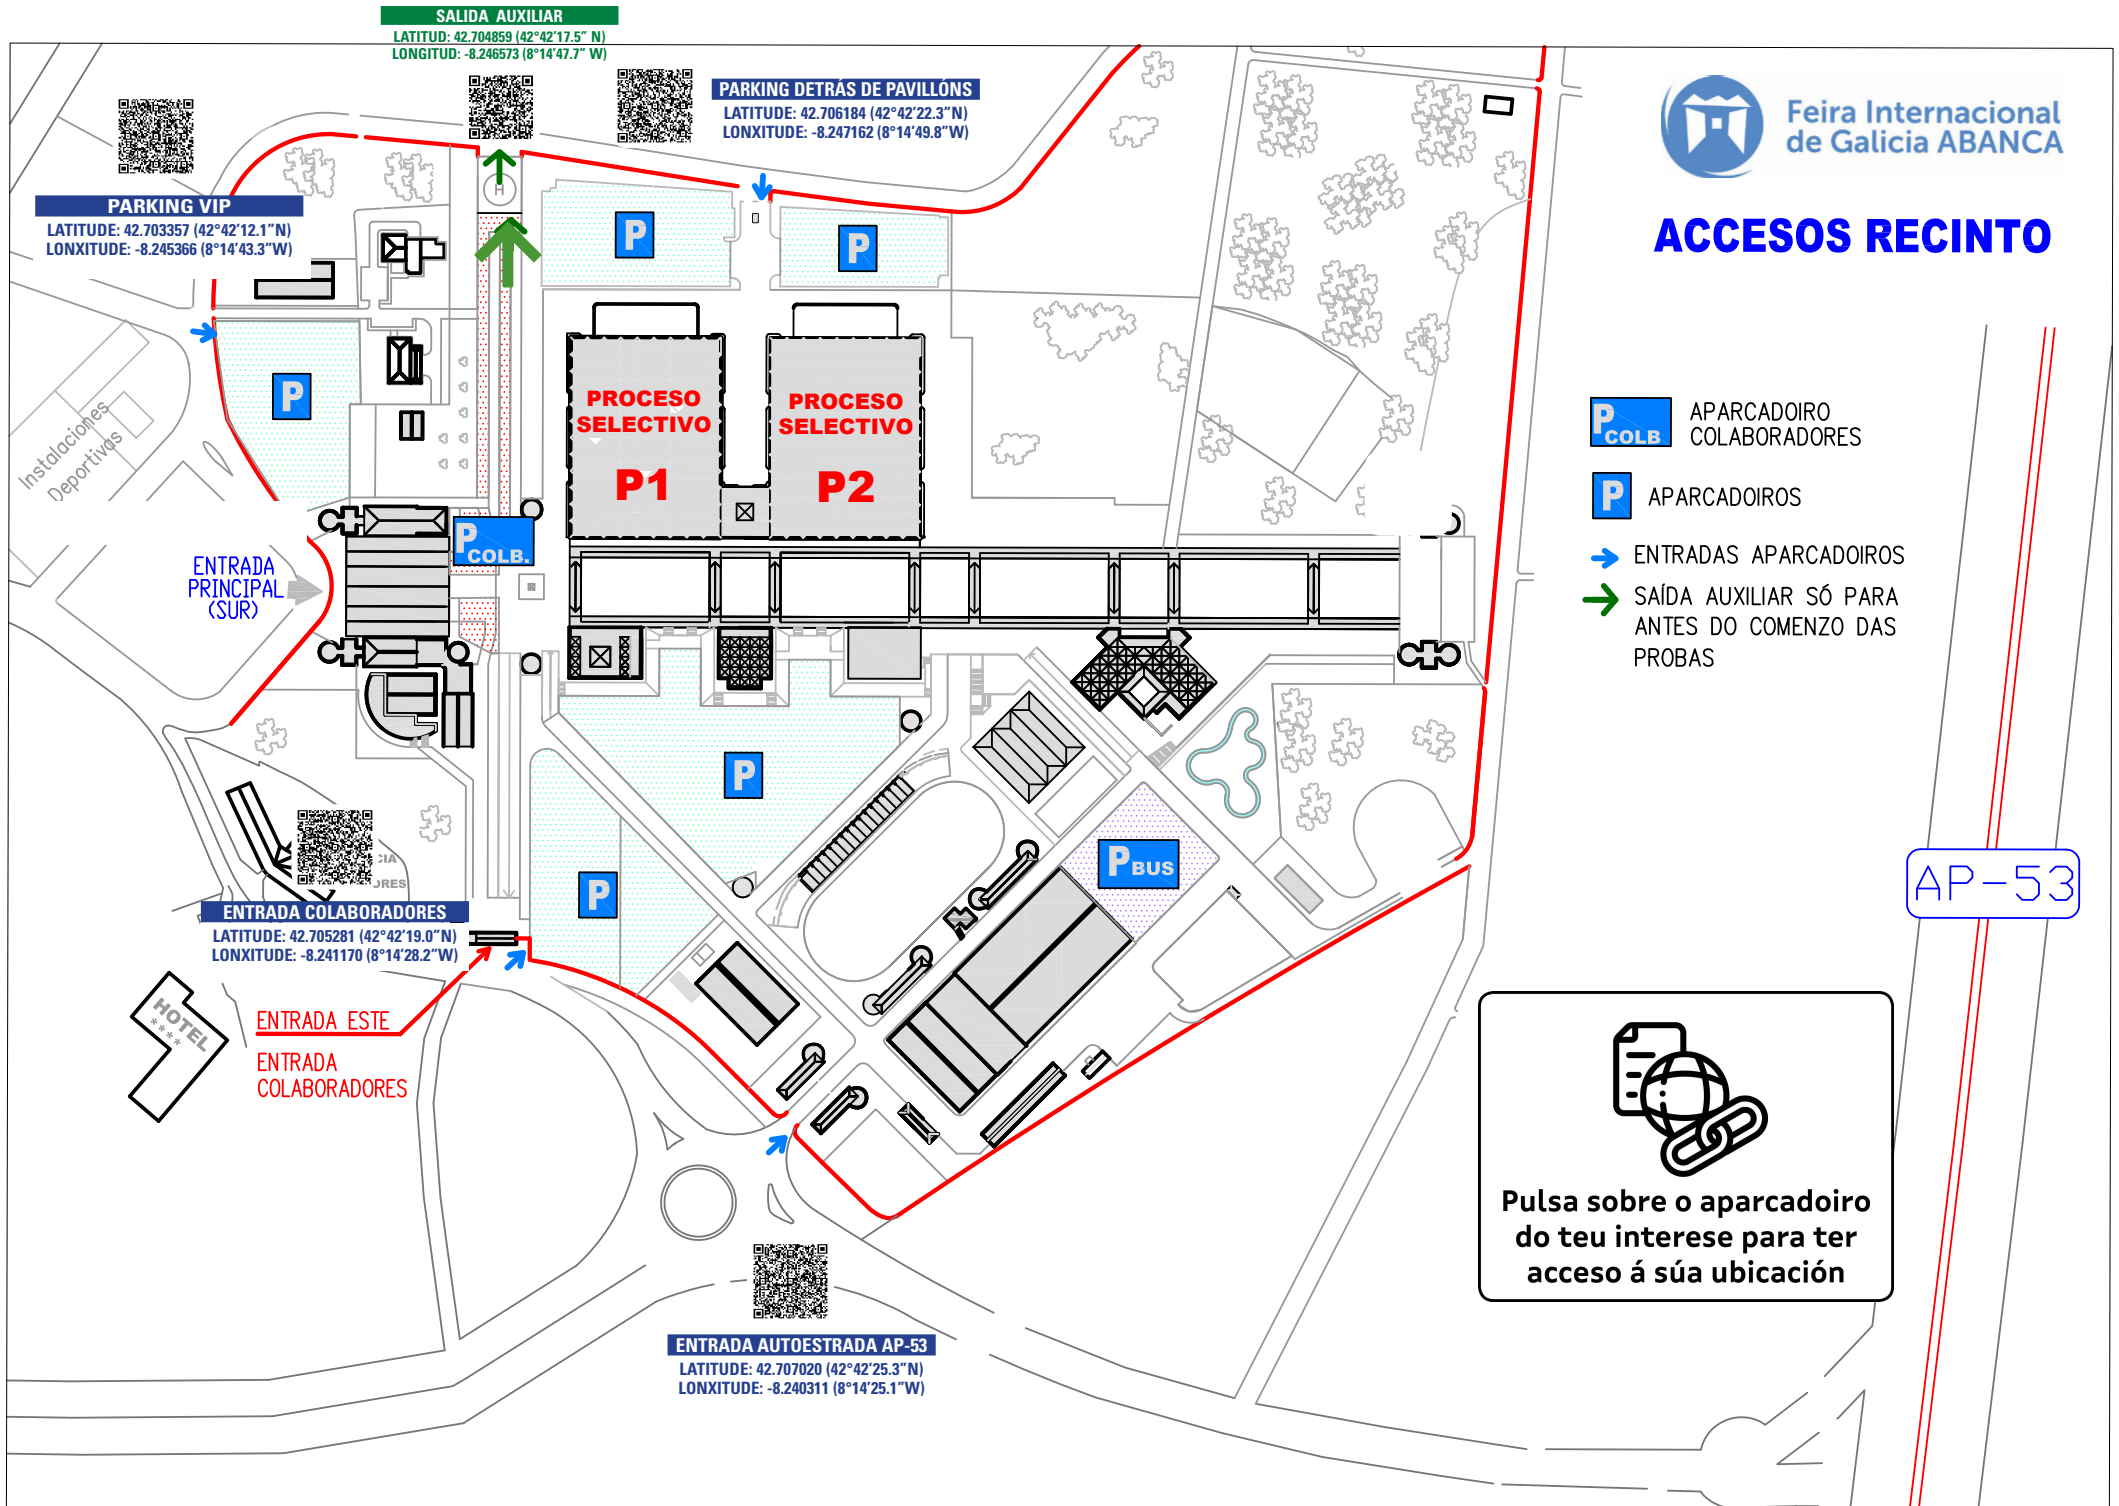 SALIDA AUXILIAR
LATITUD: 42.704859 (42°42'17.5" N)
LONGITUD: -8.246573 (8°14'47.7" W)
PARKING DETRÁS DE PAVILLÓNS
LATITUDE: 42.706184 (42°42'22.3"N)
LONXITUDE: -8.247162 (8°14'49.8"W)
Feira Internacional
de Galicia ABANCA
PARKING VIP
LATITUDE: 42.703357 (42°42'12.1"N)
LONXITUDE: -8.245366 (8°14'43.3"W)
ACCESOS RECINTO
H
P
P
P
PROCESO
SELECTIVO
P1
PROCESO
SELECTIVO
P2
Instalaciones
Deportivas
P COLB
APARCADOIRO
COLABORADORES
P
APARCADOIROS
ENTRADAS APARCADOIROS
SAÍDA AUXILIAR SÓ PARA
ANTES DO COMENZO DAS
PROBAS
P COLB.
ENTRADA
PRINCIPAL
(SUR)
P
P
P BUS
AP-53
CIA
ORES
ENTRADA COLABORADORES
LATITUDE: 42.705281 (42°42'19.0"N)
LONXITUDE: -8.241170 (8°14'28.2"W)
HOTEL
****
ENTRADA ESTE
ENTRADA
COLABORADORES
Pulsa sobre o aparcadoiro
do teu interese para ter
acceso á súa ubicación
ENTRADA AUTOESTRADA AP-53
LATITUDE: 42.707020 (42°42'25.3"N)
LONXITUDE: -8.240311 (8°14'25.1"W)